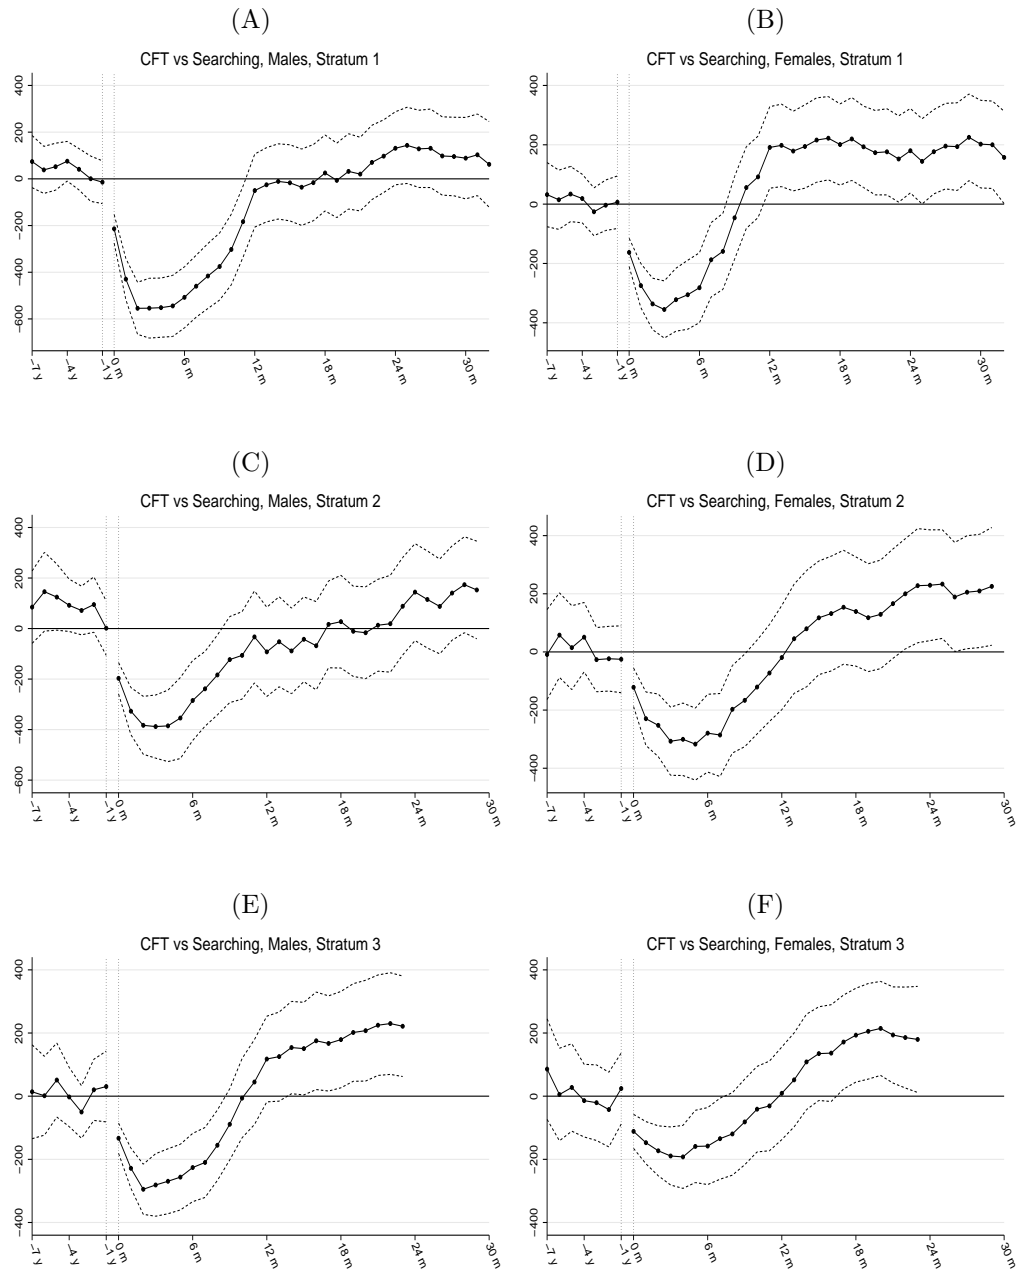 (A)
CFT vs Searching, Males, Stratum 1
400
200
0
−200
−400
−600
−7 y
−4 y
−1 y
0 m
6 m
12 m
18 m
24 m
30 m
(B)
CFT vs Searching, Females, Stratum 1
400
200
0
−200
−400
−7 y
−4 y
−1 y
0 m
6 m
12 m
18 m
24 m
30 m
(C)
CFT vs Searching, Males, Stratum 2
400
200
0
−200
−400
−600
−7 y
−4 y
−1 y
0 m
6 m
12 m
18 m
24 m
30 m
(D)
CFT vs Searching, Females, Stratum 2
400
200
0
−200
−400
−7 y
−4 y
−1 y
0 m
6 m
12 m
18 m
24 m
30 m
(E)
CFT vs Searching, Males, Stratum 3
400
200
0
−200
−400
−7 y
−4 y
−1 y
0 m
6 m
12 m
18 m
24 m
30 m
(F)
CFT vs Searching, Females, Stratum 3
400
200
0
−200
−400
−7 y
−4 y
−1 y
0 m
6 m
12 m
18 m
24 m
30 m